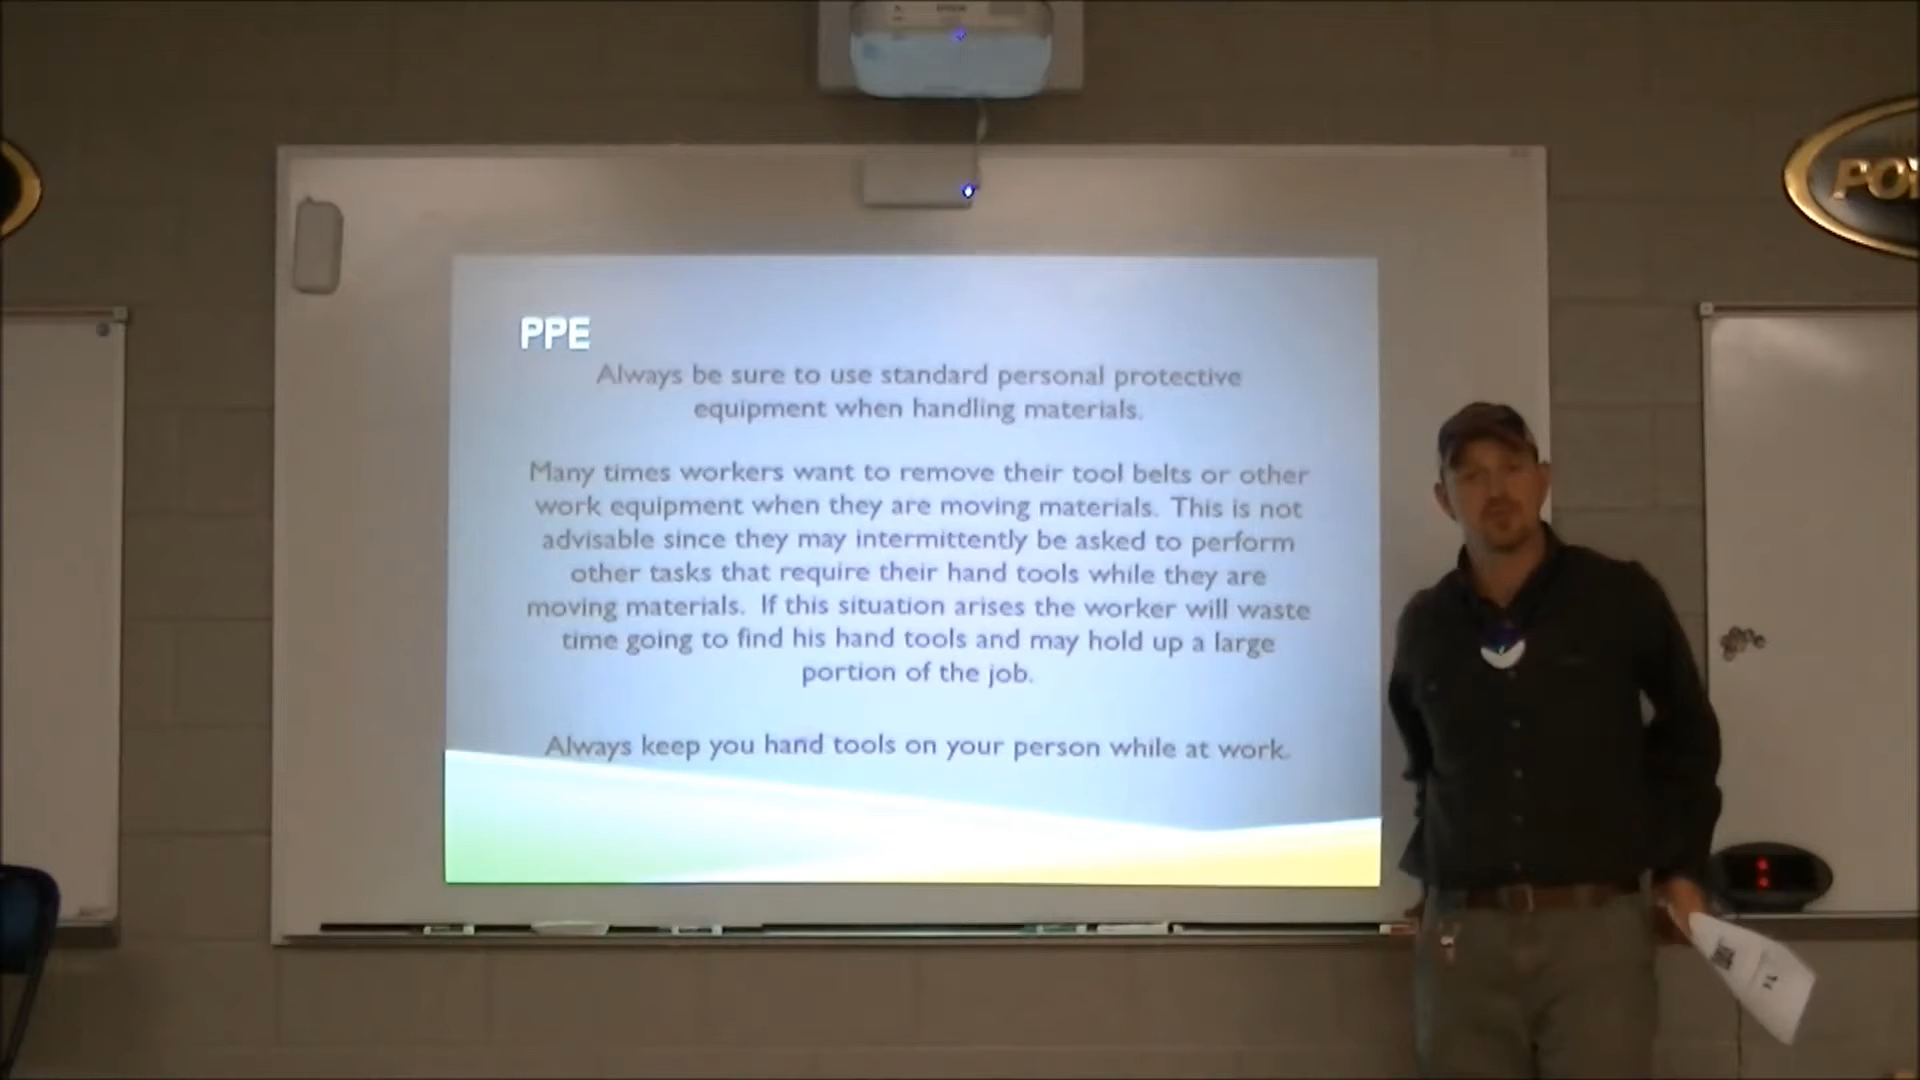 EPSON
PPE
Always be sure to use standard personal protective
equipment when handling materials.
Many times workers want to remove their tool belts or other
work equipment when they are moving materials. This is not
advisable since they may intermittently be asked to perform
other tasks that require their hand tools while they are
moving materials. If this situation arises the worker will waste
time going to find his hand tools and may hold up a large
portion of the job.
Always keep you hand tools on your person while at work.